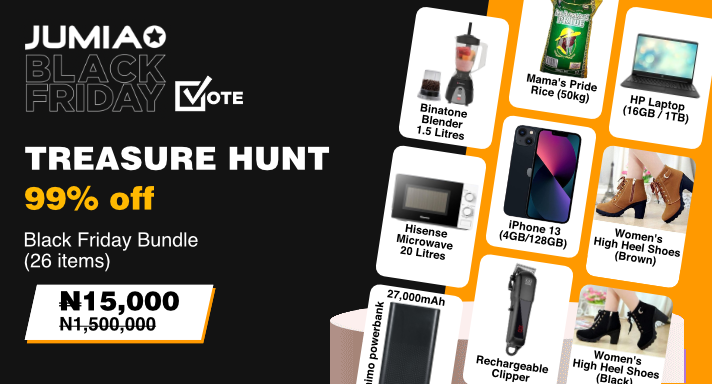 JUMIA
BLACK
FRIDAY
VOTE
TREASURE HUNT
99% off
Black Friday Bundle
(26 items)
₦15,000
₦1,500,000
Binatone
Blender
1.5 Litres
Mama's Pride
Rice (50kg)
HP Laptop
(16GB / 1TB)
Hisense
Microwave
20 Litres
iPhone 13
(4GB/128GB)
Women's
High Heel Shoes
(Brown)
27,000mAh
powerbank
Rechargeable
Clipper
Women's
High Heel Shoes
(Black